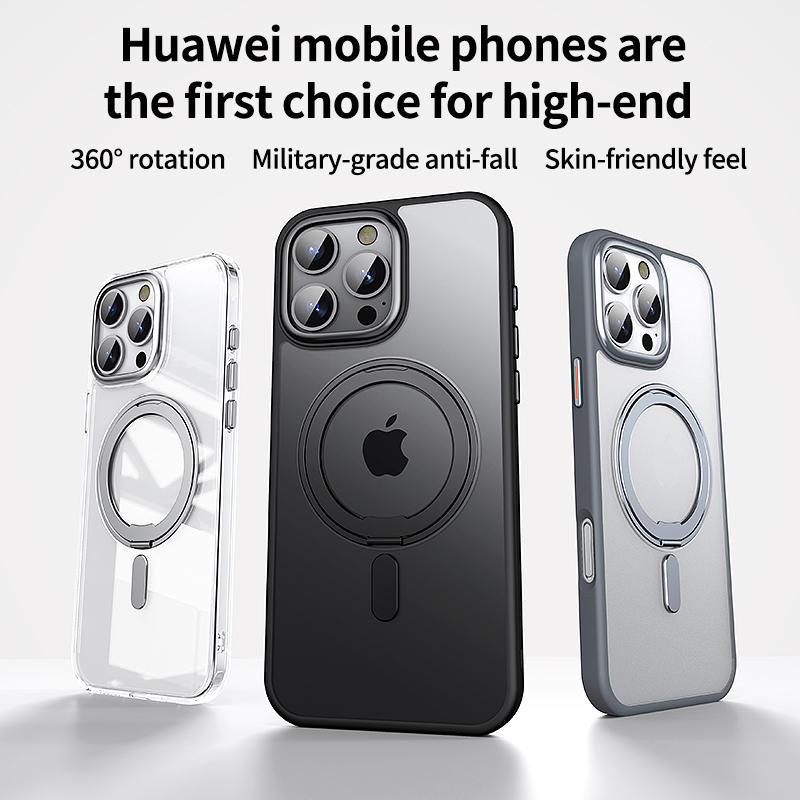 Huawei mobile phones are
the first choice for high-end
360° rotation Military-grade anti-fall Skin-friendly feel